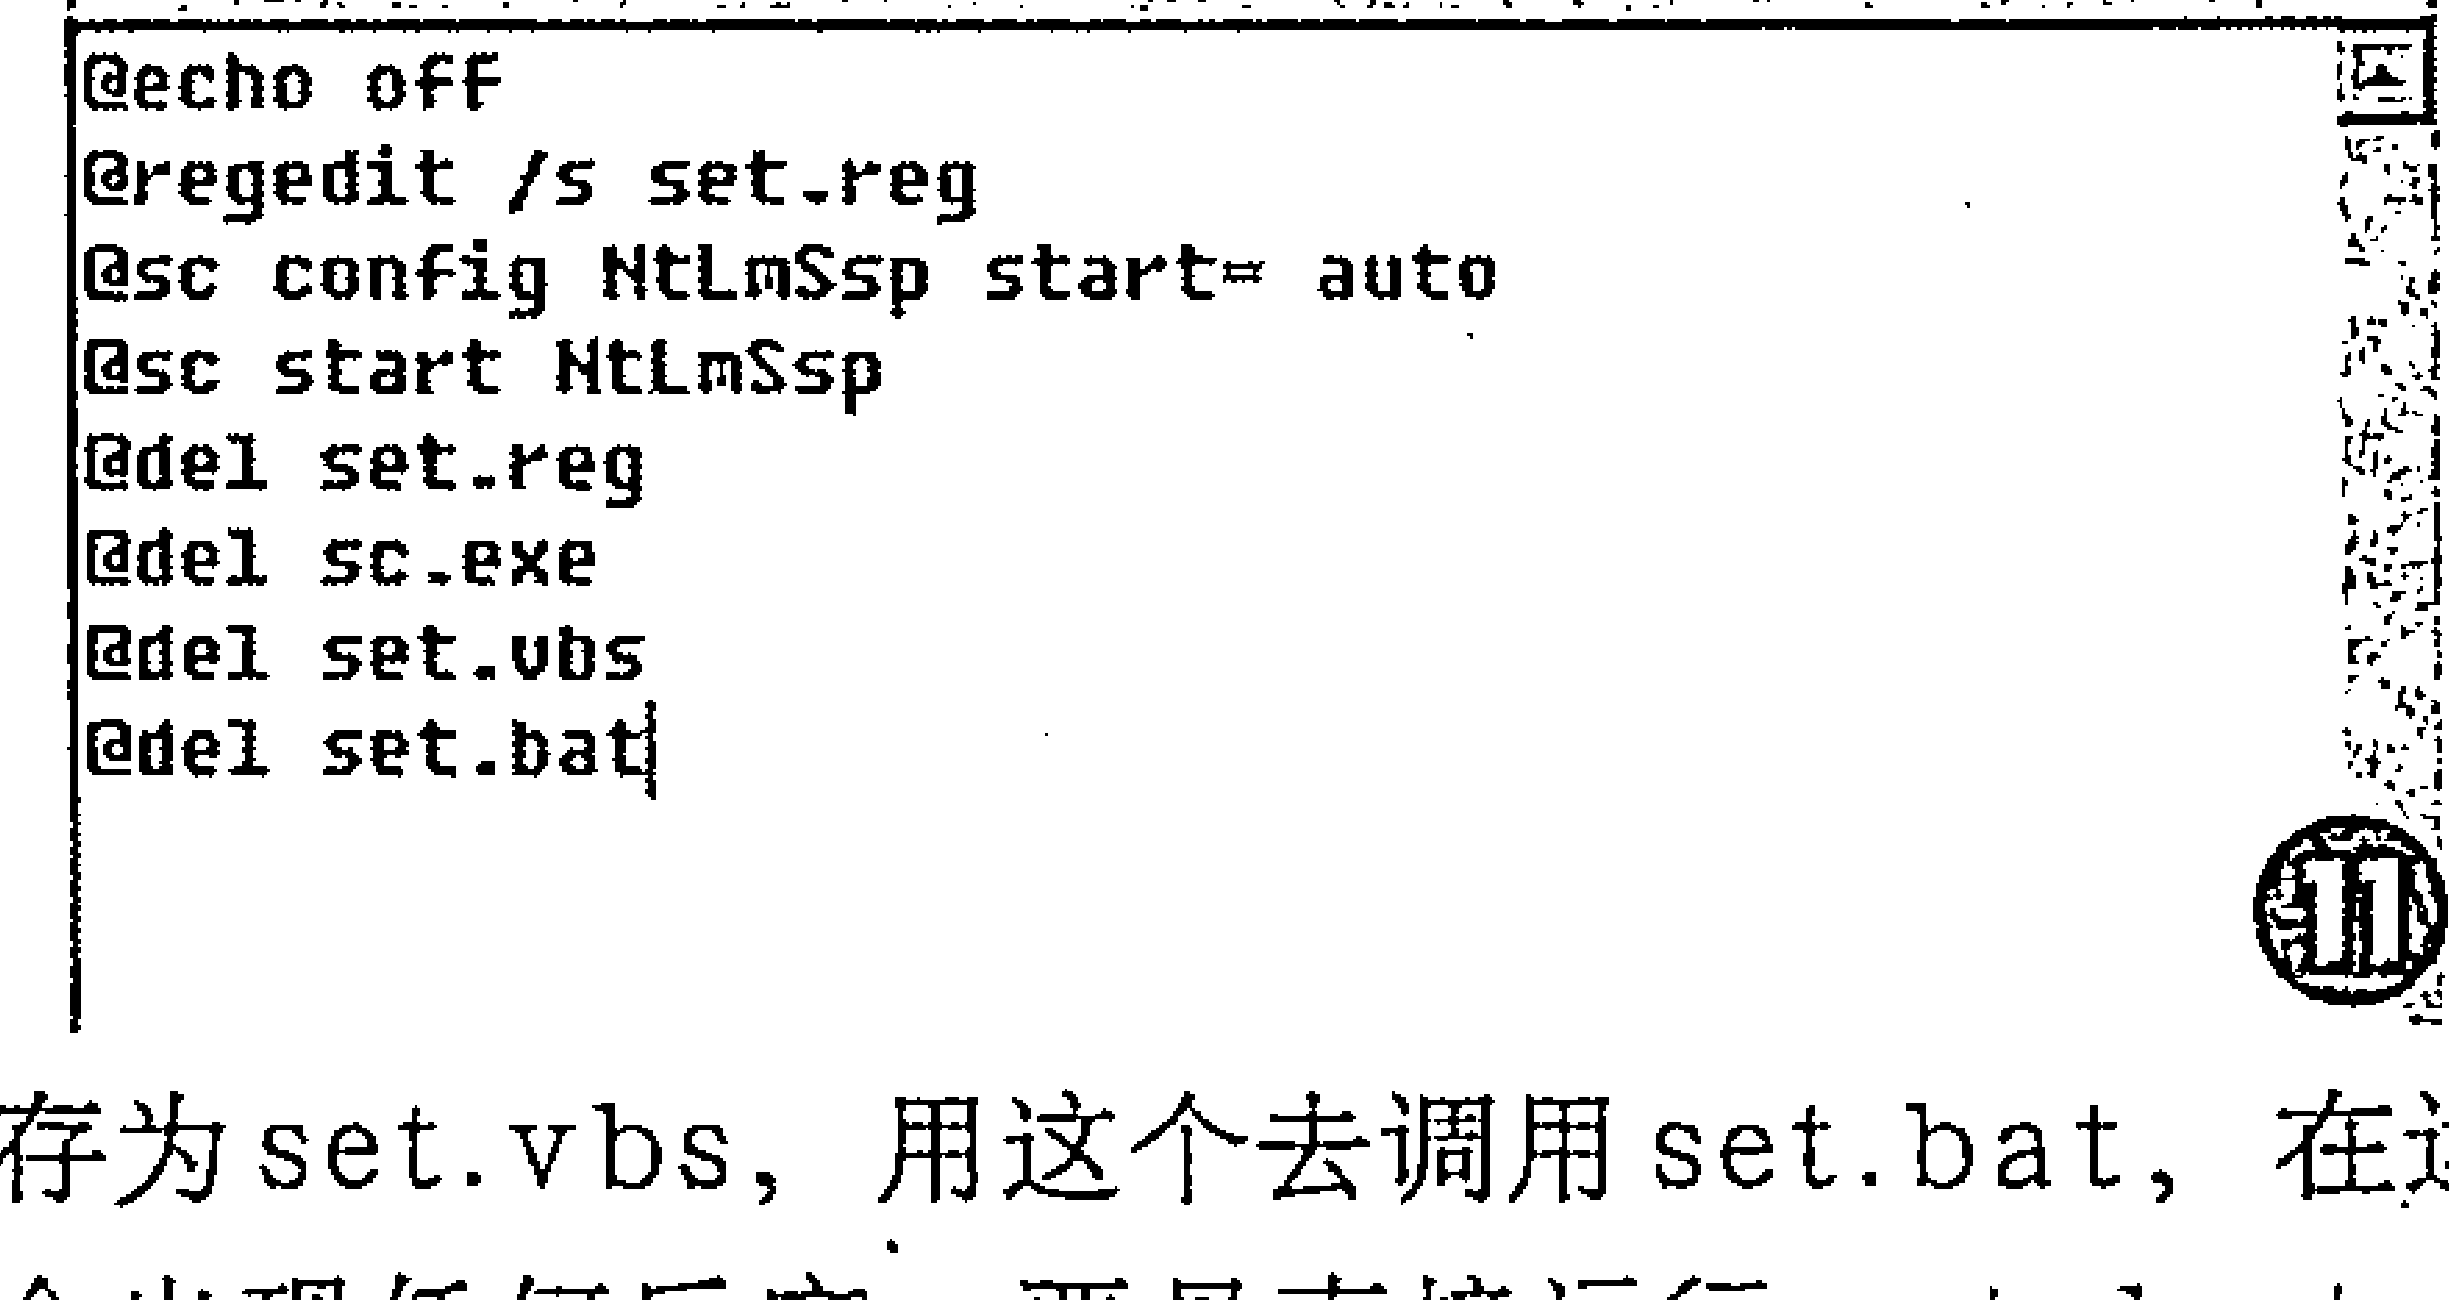 @echo off
@regedit /s set.reg
@sc config NtLmSsp start= auto
@sc start NtLmSsp
@del set.reg
@del sc.exe
@del set.vbs
@del set.bat
11
存为set.vbs，用这个去调用set.bat，在